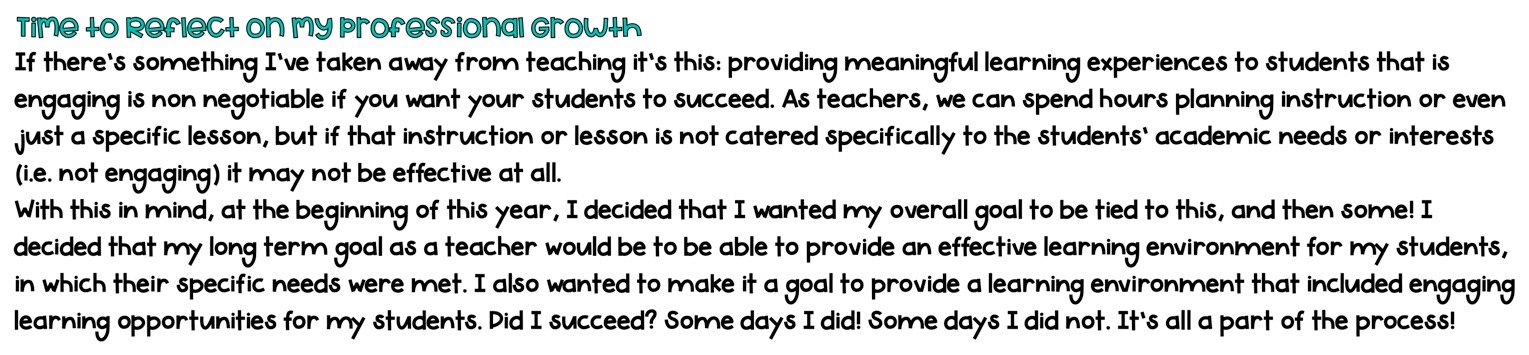 Time to Reflect on my Professional Growth
If there's something I've taken away from teaching it's this: providing meaningful learning experiences to students that is
engaging is non negotiable if you want your students to succeed. As teachers, we can spend hours planning instruction or even
just a specific lesson, but if that instruction or lesson is not catered specifically to the students' academic needs or interests
(i.e. not engaging) it may not be effective at all.
With this in mind, at the beginning of this year, I decided that I wanted my overall goal to be tied to this, and then some! I
decided that my long term goal as a teacher would be to be able to provide an effective learning environment for my students,
in which their specific needs were met. I also wanted to make it a goal to provide a learning environment that included engaging
learning opportunities for my students. Did I succeed? Some days I did! Some days I did not. It's all a part of the process!